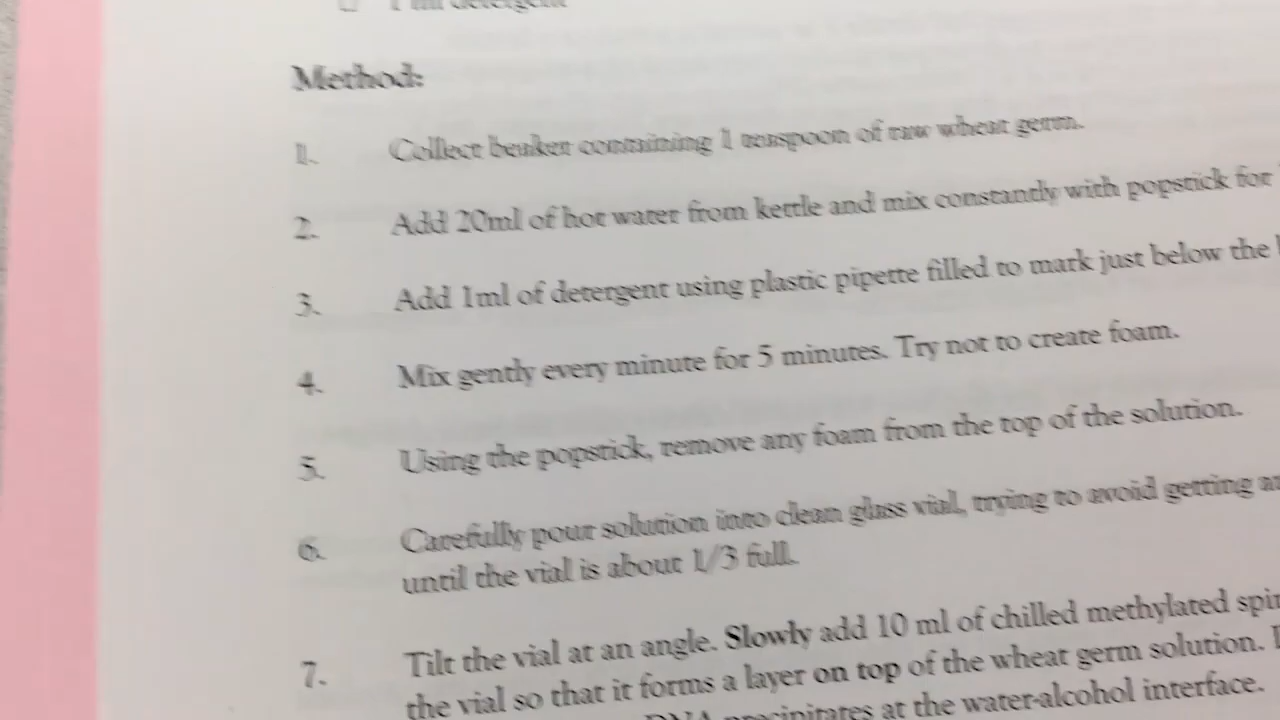 1 ml detergent
Method:
1. Collect beaker containing 1 teaspoon of raw wheat germ.
2. Add 20ml of hot water from kettle and mix constantly with popstick for
3. Add 1ml of detergent using plastic pipette filled to mark just below the
4. Mix gently every minute for 5 minutes. Try not to create foam.
5. Using the popstick, remove any foam from the top of the solution.
6. Carefully pour solution into clean glass vial, trying to avoid getting
until the vial is about 1/3 full.
7. Tilt the vial at an angle. Slowly add 10 ml of chilled methylated
the vial so that it forms a layer on top of the wheat germ solution.
DNA precipitates at the water-alcohol interface.